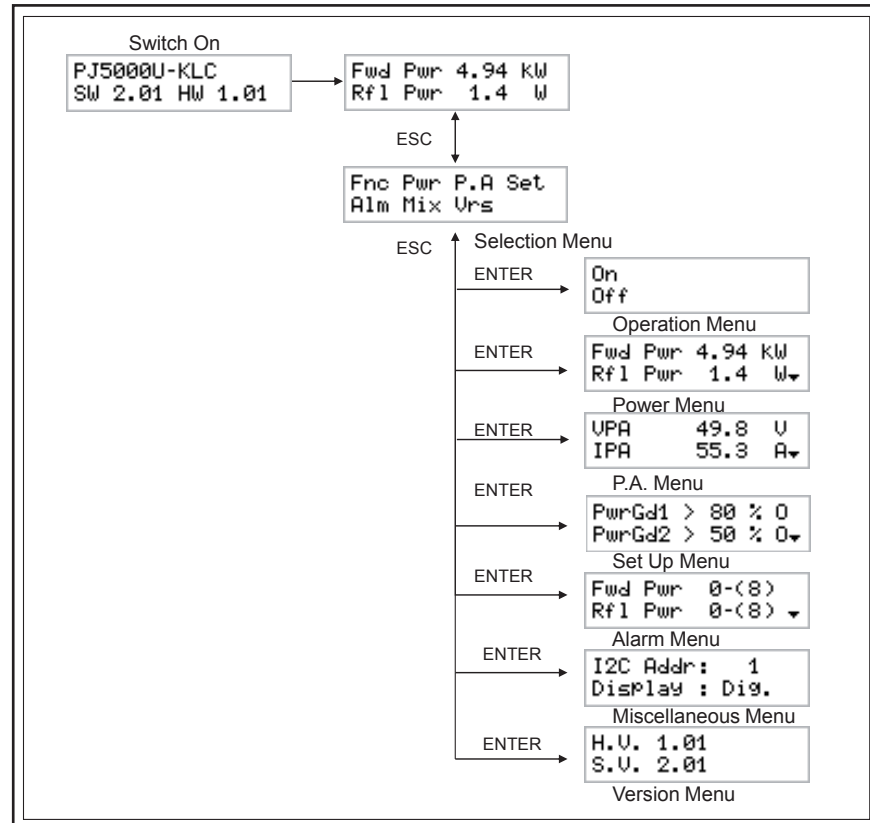 Switch On
PJ5000U-KLC
SW 2.01 HW 1.01
Fwd Pwr 4.94 KW
Rfl Pwr 1.4 W
ESC
Fnc Pwr P.A Set
Alm Mix Vrs
ESC
Selection Menu
ENTER
On
Off
Operation Menu
ENTER
Fwd Pwr 4.94 KW
Rfl Pwr 1.4 W
Power Menu
ENTER
VPA 49.8 V
IPA 55.3 A
P.A. Menu
ENTER
PwrGd1 > 80 % O
PwrGd2 > 50 % O
Set Up Menu
ENTER
Fwd Pwr 0-(8)
Rfl Pwr 0-(8)
Alarm Menu
ENTER
I2C Addr: 1
Display : Dig.
Miscellaneous Menu
ENTER
H.V. 1.01
S.V. 2.01
Version Menu